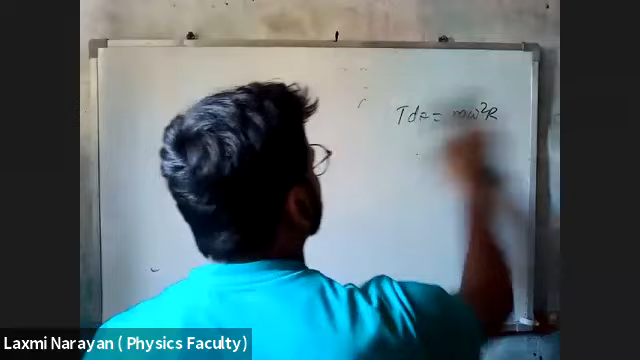 Tdθ = mω²R
Laxmi Narayan ( Physics Faculty)